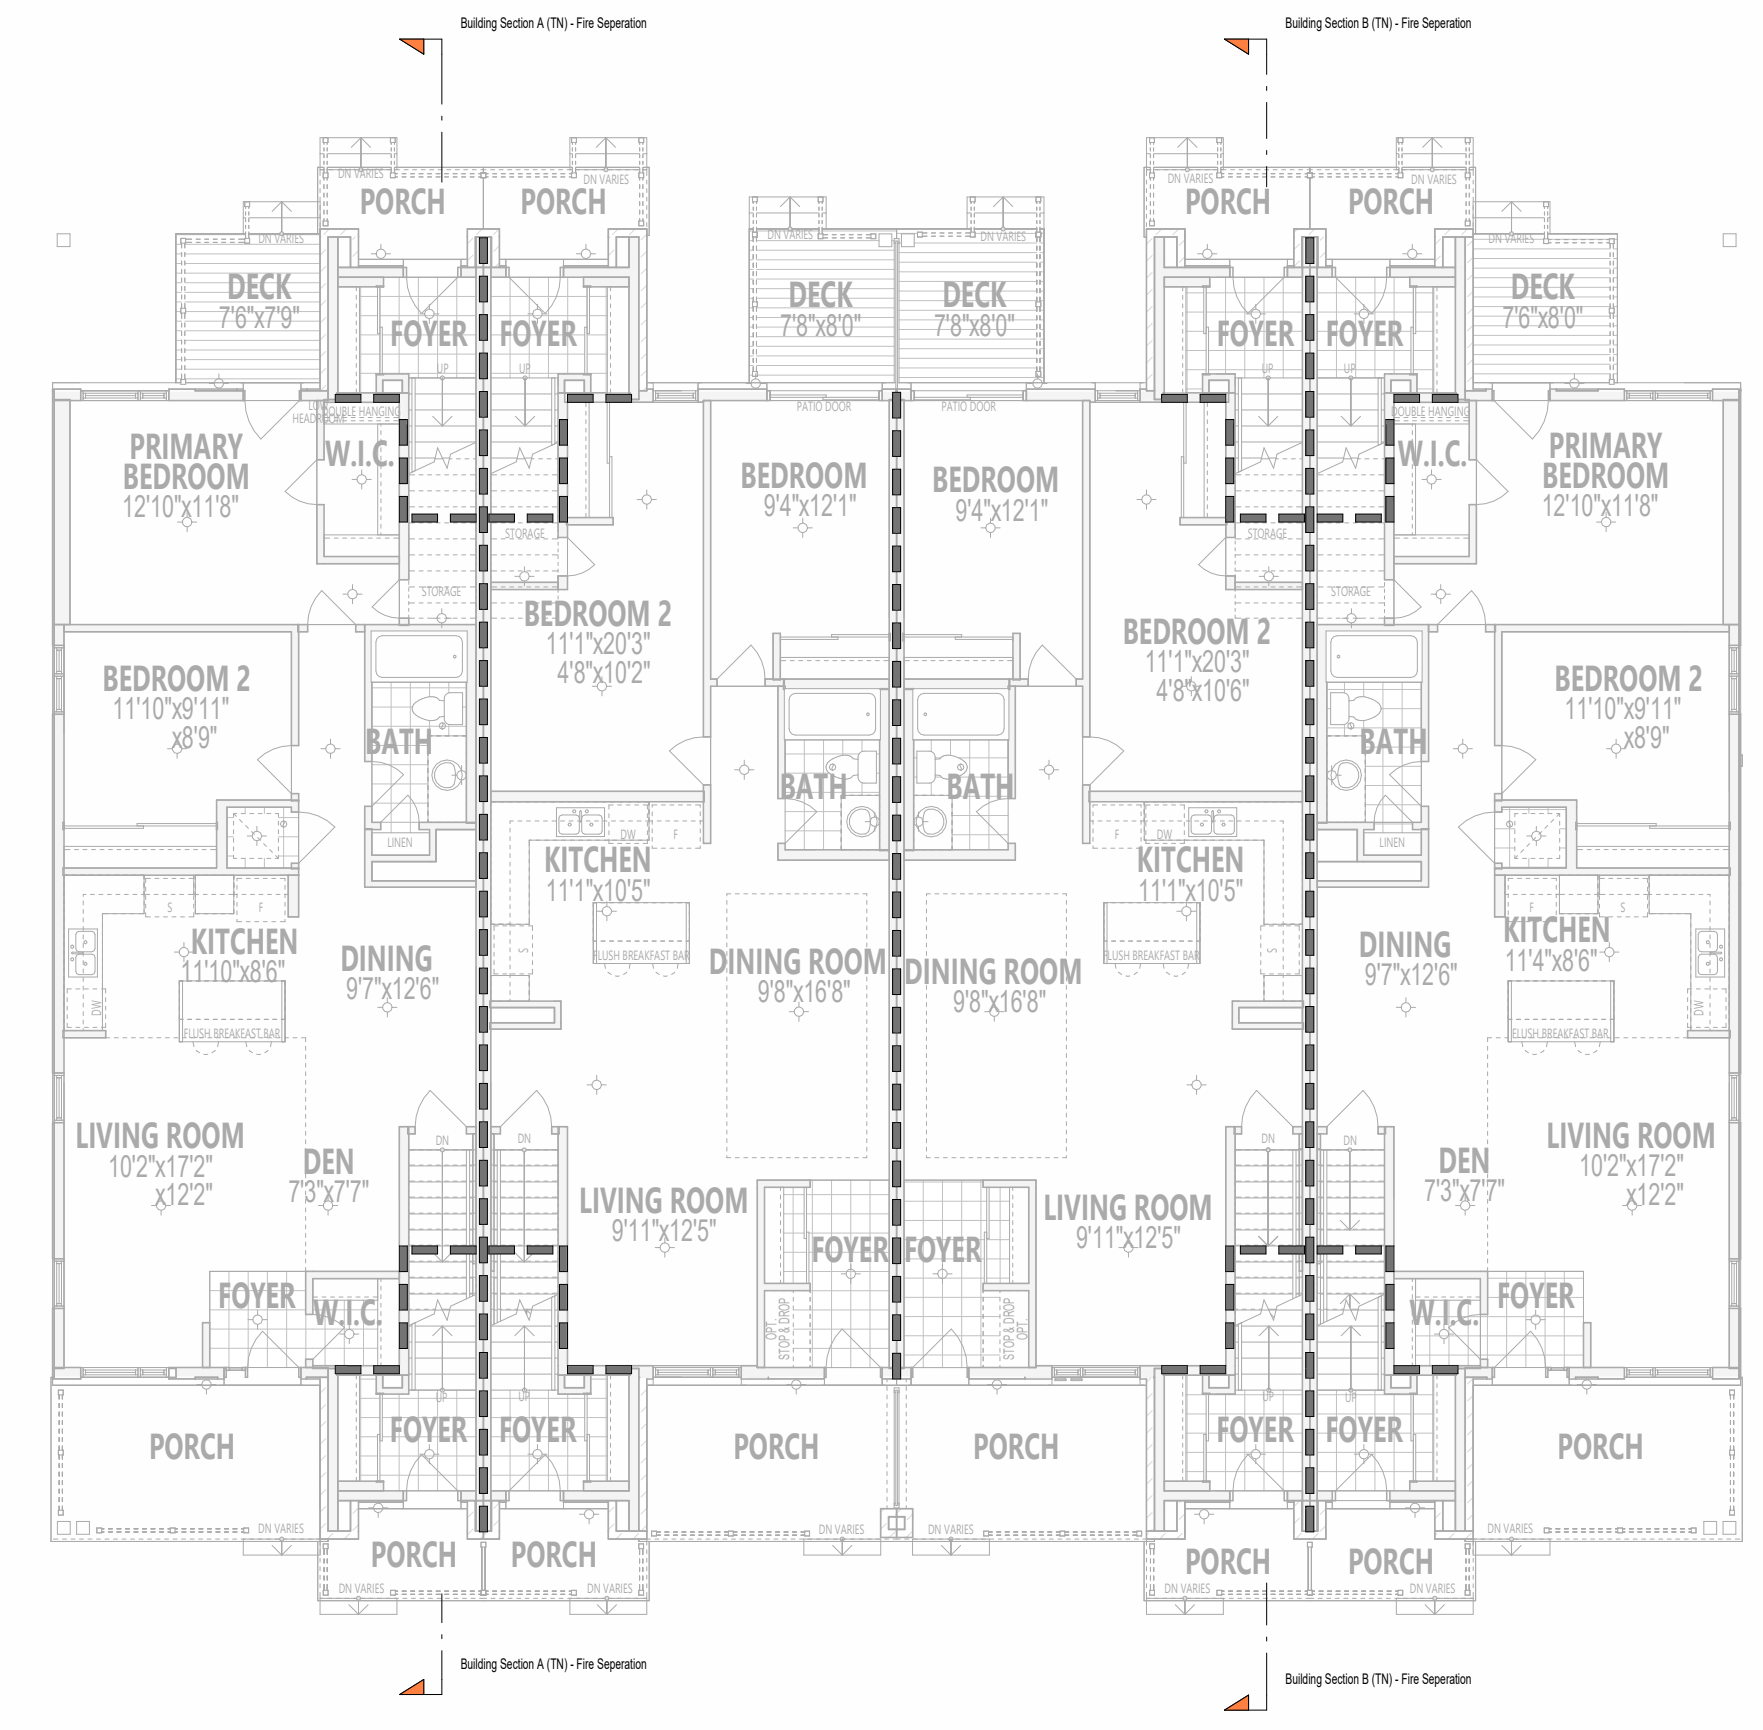 Building Section A (TN) - Fire Seperation
Building Section B (TN) - Fire Seperation
DN VARIES
DN VARIES
DN VARIES
DN VARIES
PORCH
PORCH
PORCH
PORCH
DN VARIES
DN VARIES
DN VARIES
DN VARIES
DECK
7'6"x7'9"
DECK
7'8"x8'0"
DECK
7'8"x8'0"
DECK
7'6"x8'0"
FOYER
FOYER
FOYER
FOYER
UP
UP
UP
UP
LOW
HEADROOM
DOUBLE HANGING
PATIO DOOR
PATIO DOOR
DOUBLE HANGING
PRIMARY
BEDROOM
12'10"x11'8"
W.I.C.
BEDROOM
9'4"x12'1"
BEDROOM
9'4"x12'1"
W.I.C.
PRIMARY
BEDROOM
12'10"x11'8"
STORAGE
STORAGE
STORAGE
STORAGE
BEDROOM 2
11'1"x20'3"
4'8"x10'2"
BEDROOM 2
11'1"x20'3"
4'8"x10'6"
BEDROOM 2
11'10"x9'11"
x8'9"
BEDROOM 2
11'10"x9'11"
x8'9"
BATH
BATH
BATH
BATH
LINEN
DW
F
F
DW
LINEN
KITCHEN
11'1"x10'5"
KITCHEN
11'1"x10'5"
S
F
F
S
KITCHEN
11'10"x8'6"
DINING
9'7"x12'6"
S
FLUSH BREAKFAST BAR
DINING ROOM
9'8"x16'8"
DINING ROOM
9'8"x16'8"
FLUSH BREAKFAST BAR
S
DINING
9'7"x12'6"
KITCHEN
11'4"x8'6"
DW
FLUSH BREAKFAST BAR
FLUSH BREAKFAST BAR
DW
LIVING ROOM
10'2"x17'2"
x12'2"
DEN
7'3"x7'7"
DN
DN
DN
DN
DEN
7'3"x7'7"
LIVING ROOM
10'2"x17'2"
x12'2"
LIVING ROOM
9'11"x12'5"
LIVING ROOM
9'11"x12'5"
FOYER
FOYER
FOYER
W.I.C.
OPT.
STOP & DROP
STOP & DROP
OPT.
W.I.C.
FOYER
UP
UP
UP
UP
FOYER
FOYER
FOYER
FOYER
PORCH
PORCH
PORCH
PORCH
DN VARIES
DN VARIES
DN VARIES
DN VARIES
PORCH
PORCH
PORCH
PORCH
DN VARIES
DN VARIES
DN VARIES
DN VARIES
Building Section A (TN) - Fire Seperation
Building Section B (TN) - Fire Seperation